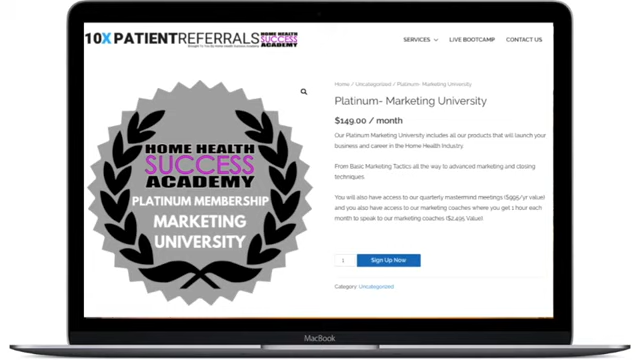 10X PATIENT REFERRALS HOME HEALTH SUCCESS ACADEMY
SERVICES LIVE BOOTCAMP CONTACT US
Home / Uncategorized / Platinum- Marketing University
Platinum- Marketing University
$149.00 / month
Our Platinum Marketing University includes all our products that will launch your
business and career in the Home Health Industry.
From Basic Marketing Tactics all the way to advanced marketing and closing
techniques.
You will also have access to our quarterly mastermind meetings ($995/yr value)
and you also have access to our marketing coaches where you get 1 hour each
month to speak to our marketing coaches ($2,495 Value)
1 Sign Up Now
Category: Uncategorized
HOME HEALTH
SUCCESS
ACADEMY
PLATINUM MEMBERSHIP
MARKETING
UNIVERSITY
MacBook